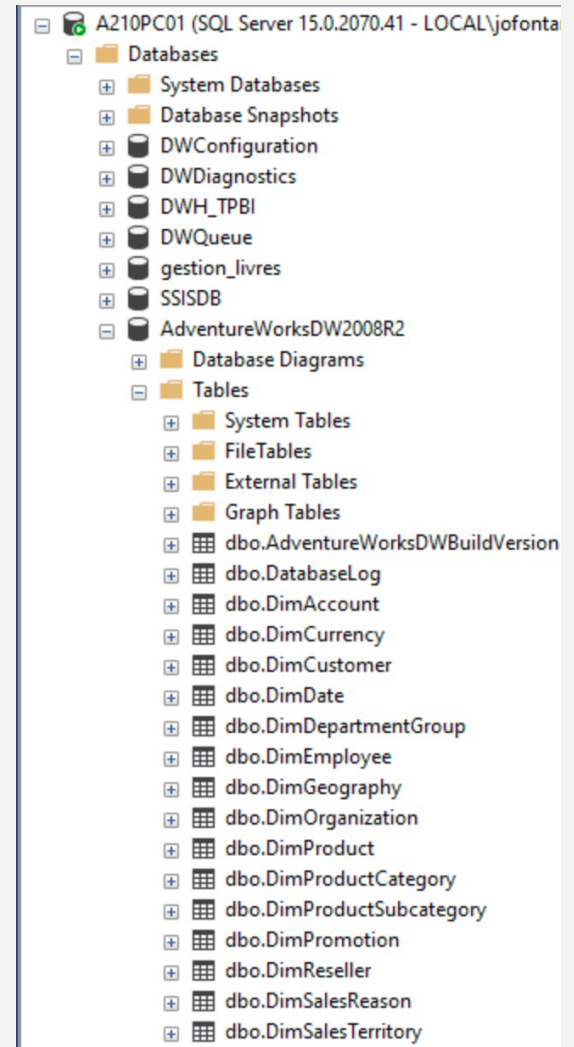 A210PC01 (SQL Server 15.0.2070.41 - LOCAL\jofontar
Databases
System Databases
Database Snapshots
DWConfiguration
DWDiagnostics
DWH_TPBI
DWQueue
gestion_livres
SSISDB
AdventureWorksDW2008R2
Database Diagrams
Tables
System Tables
FileTables
External Tables
Graph Tables
dbo.AdventureWorksDWBuildVersion
dbo.DatabaseLog
dbo.DimAccount
dbo.DimCurrency
dbo.DimCustomer
dbo.DimDate
dbo.DimDepartmentGroup
dbo.DimEmployee
dbo.DimGeography
dbo.DimOrganization
dbo.DimProduct
dbo.DimProductCategory
dbo.DimProductSubcategory
dbo.DimPromotion
dbo.DimReseller
dbo.DimSalesReason
dbo.DimSalesTerritory